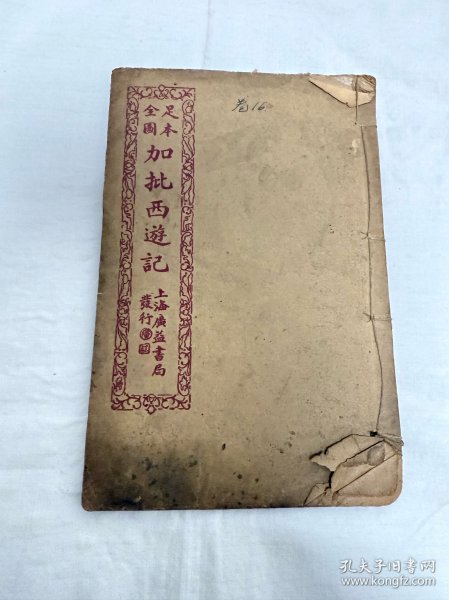 足本
全圖
加批西遊記
上海廣益書局
發行
卷16
孔夫子旧书网
www.kongfz.com